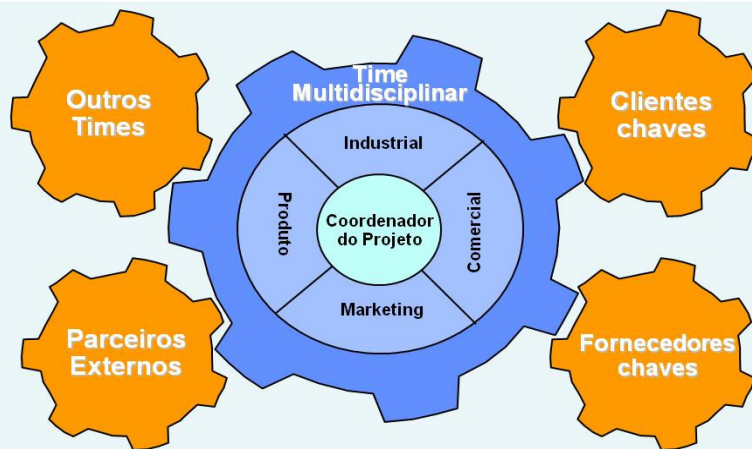 Outros
Times
Time
Multidisciplinar
Clientes
chaves
Industrial
Produto
Coordenador
do Projeto
Comercial
Marketing
Parceiros
Externos
Fornecedores
chaves